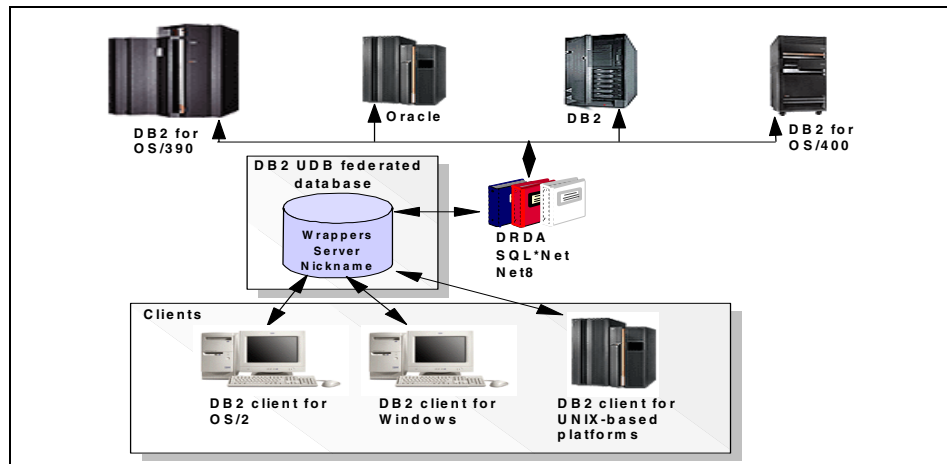 DB2 for
OS/390
Oracle
DB2
DB2 for
OS/400
DB2 UDB federated
database
Wrappers
Server
Nickname
DRDA
SQL*Net
Net8
Clients
DB2 client for
OS/2
DB2 client for
Windows
DB2 client for
UNIX-based
platforms